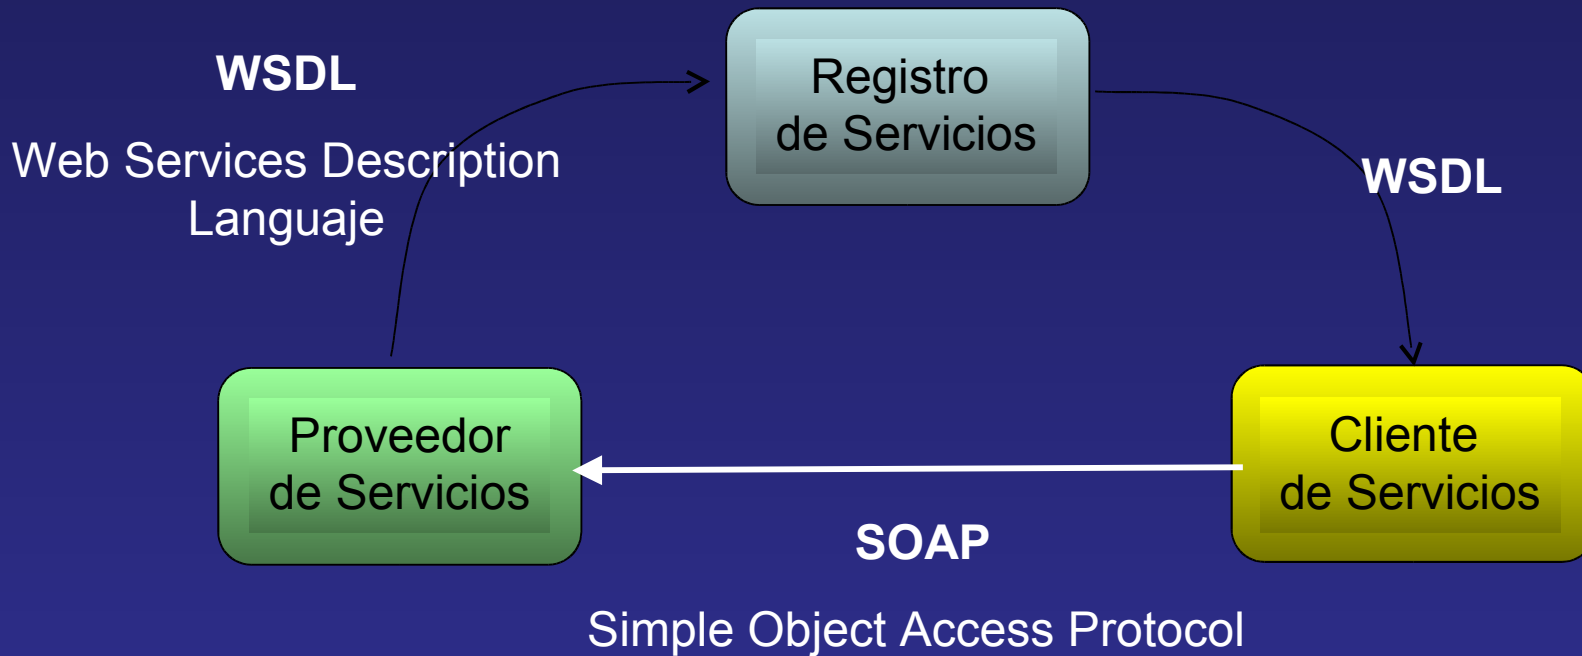 WSDL
Web Services Description
Languaje
Registro
de Servicios
WSDL
Proveedor
de Servicios
Cliente
de Servicios
SOAP
Simple Object Access Protocol